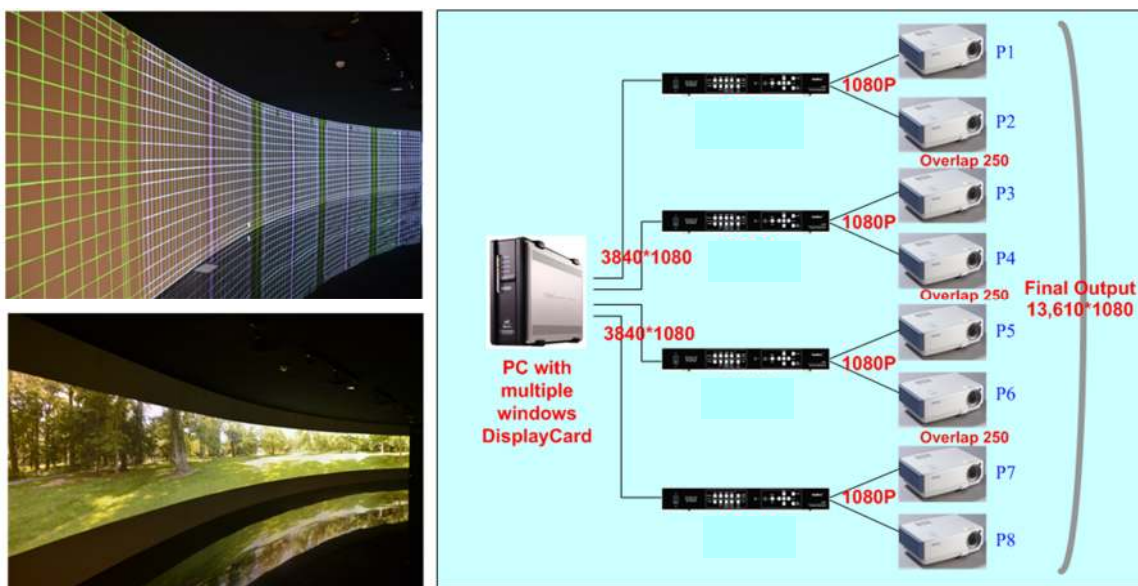 P1
1080P
P2
Overlap 250
P3
1080P
3840*1080
P4
Overlap 250
Final Output
13,610*1080
P5
3840*1080
1080P
PC with
multiple
windows
DisplayCard
P6
Overlap 250
P7
1080P
P8